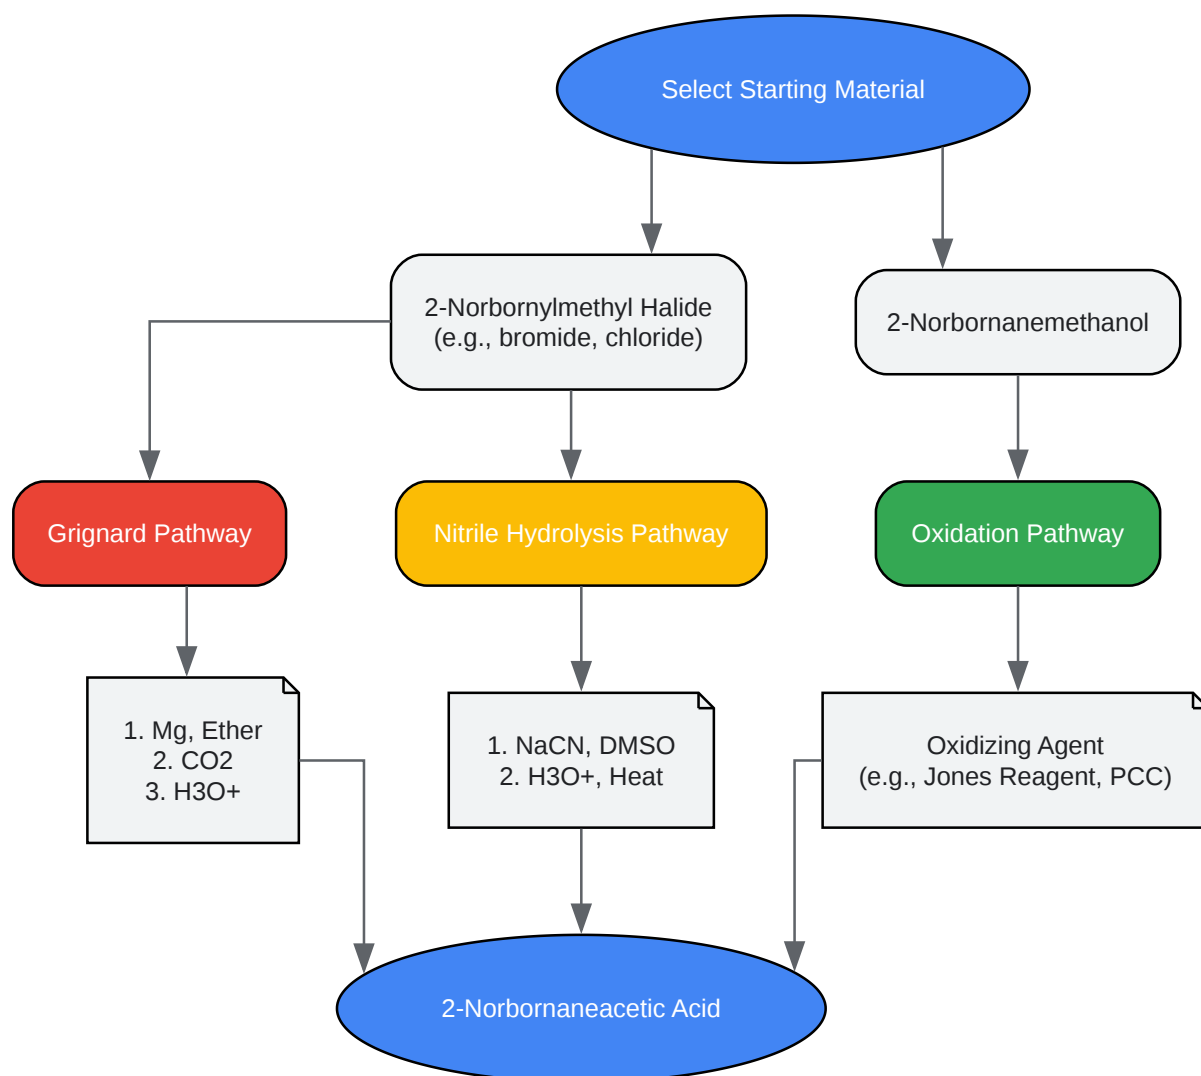 Select Starting Material
2-Norbornylmethyl Halide
(e.g., bromide, chloride)
2-Norbornanemethanol
Grignard Pathway
Nitrile Hydrolysis Pathway
Oxidation Pathway
1. Mg, Ether
2. CO2
3. H3O+
1. NaCN, DMSO
2. H3O+, Heat
Oxidizing Agent
(e.g., Jones Reagent, PCC)
2-Norbornaneacetic Acid